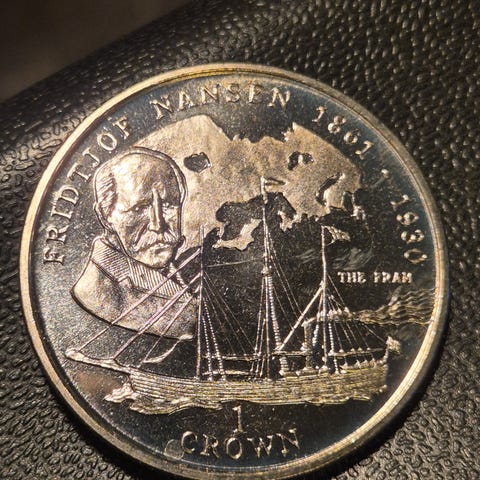 FRIDTJOF NANSEN 1861 - 1930
THE FRAM
1
CROWN